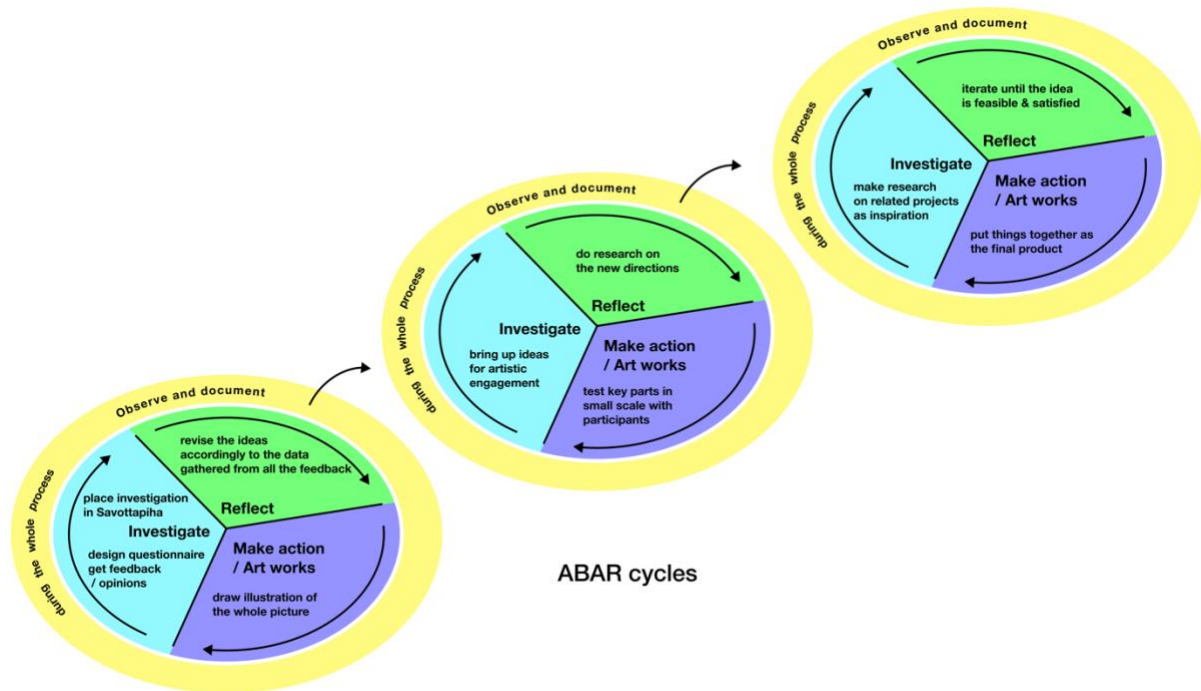 Observe and document
during the whole process
iterate until the idea
is feasible & satisfied
Reflect
Investigate
make research
on related projects
as inspiration
Make action
/ Art works
put things together as
the final product
Observe and document
during the whole process
do research on
the new directions
Reflect
Investigate
bring up ideas
for artistic
engagement
Make action
/ Art works
test key parts in
small scale with
participants
Observe and document
during the whole process
revise the ideas
accordingly to the data
gathered from all the feedback
Reflect
place investigation
in Savottapiha
Investigate
design questionnaire
get feedback
/ opinions
Make action
/ Art works
draw illustration of
the whole picture
ABAR cycles